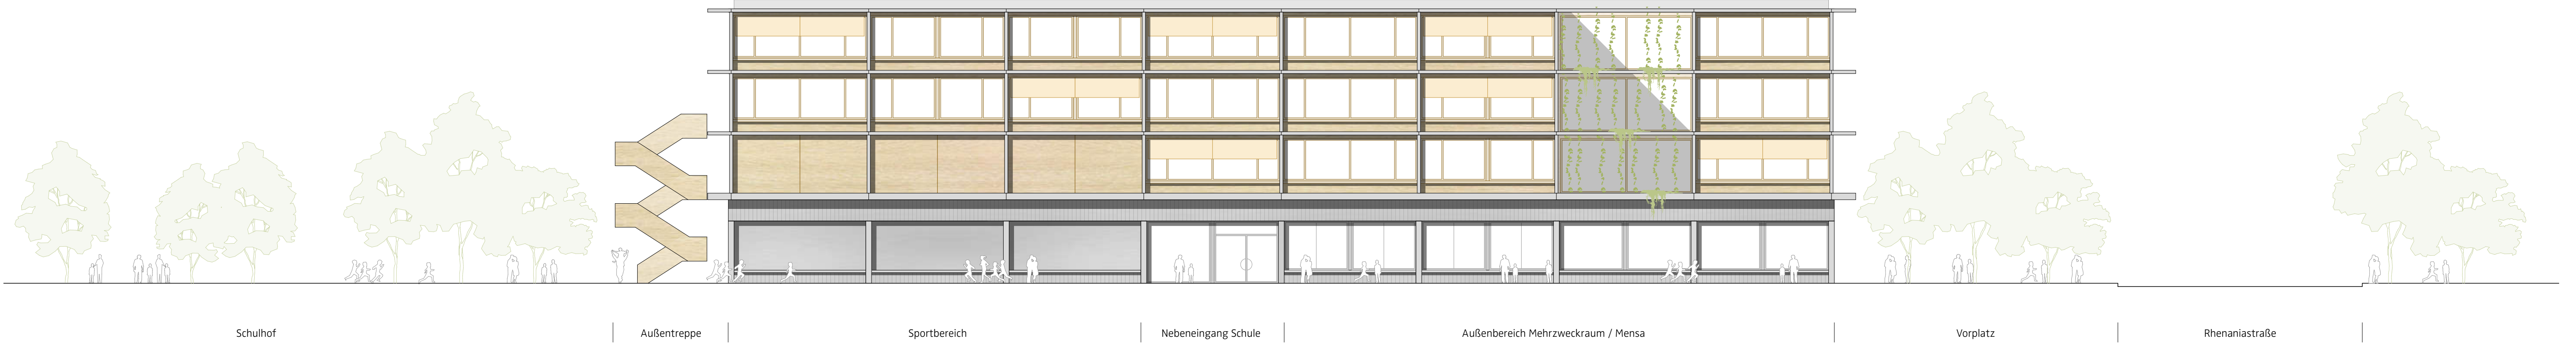 Schulhof
Außentreppe
Sportbereich
Nebeneingang Schule
Außenbereich Mehrzweckraum / Mensa
Vorplatz
Rhenaniastraße